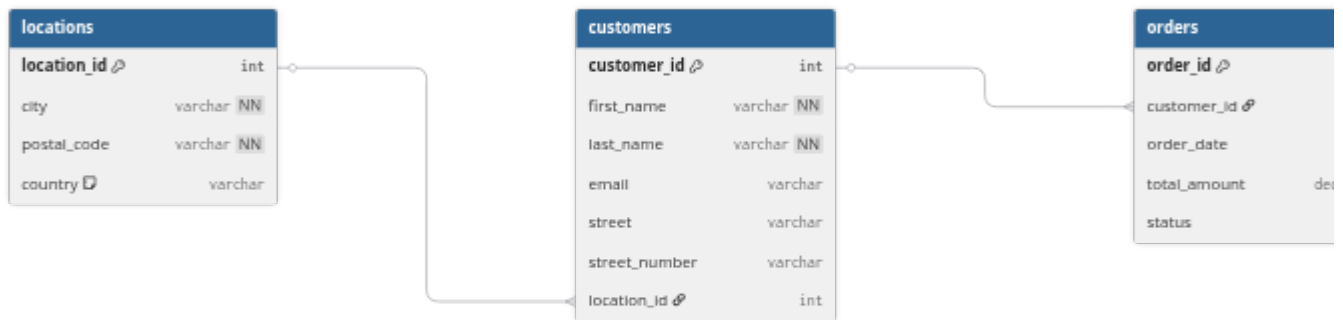 locations
location_id int
city varchar NN
postal_code varchar NN
country varchar
customers
customer_id int
first_name varchar NN
last_name varchar NN
email varchar
street varchar
street_number varchar
location_id int
orders
order_id
customer_id
order_date
total_amount
status